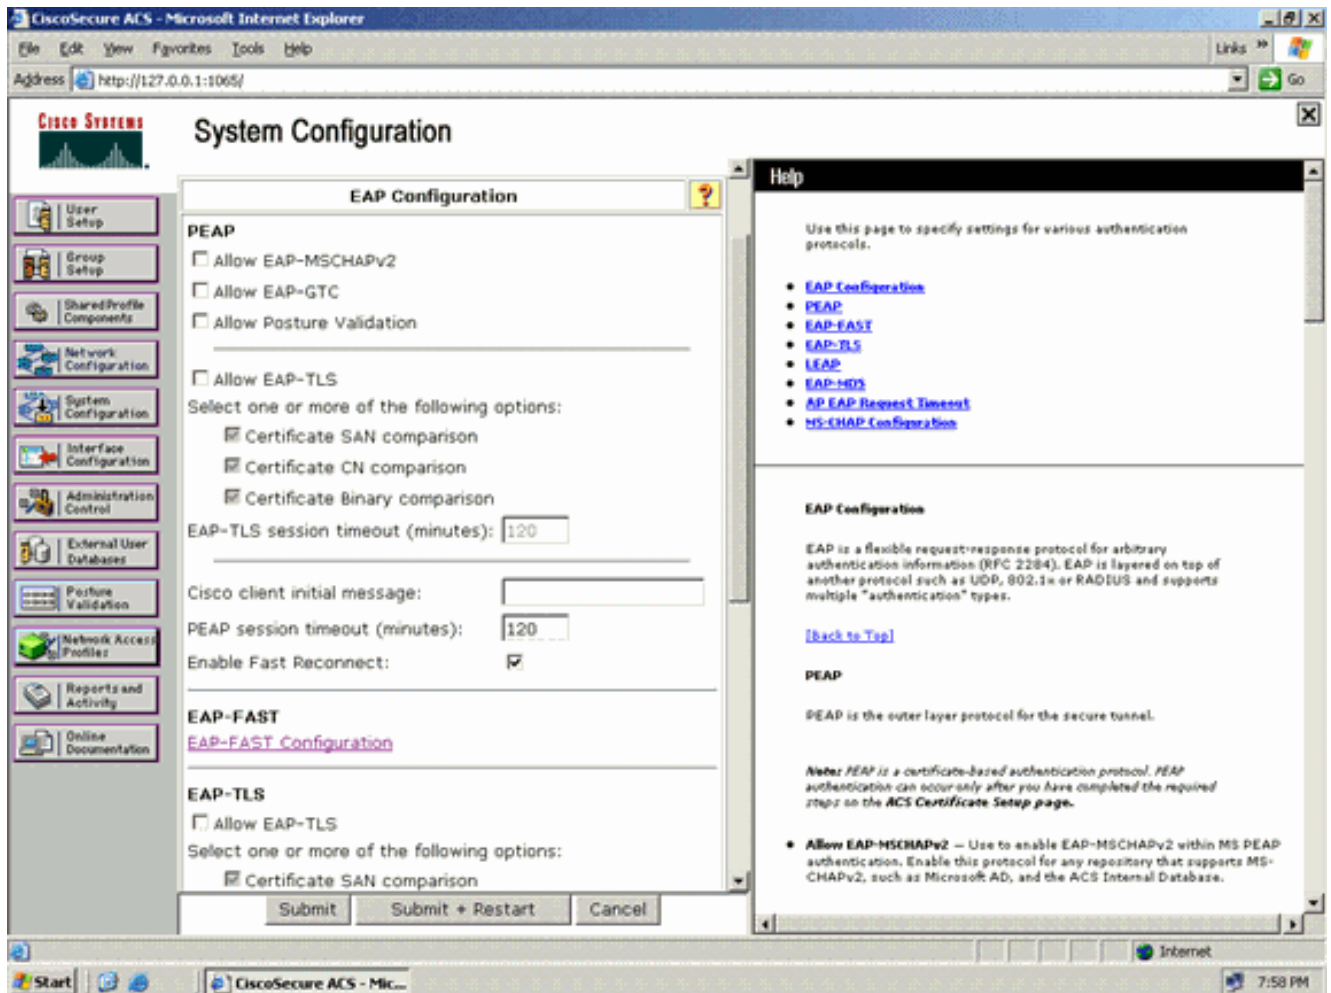 CiscoSecure ACS - Microsoft Internet Explorer
File Edit View Favorites Tools Help
Links »
Address http://127.0.0.1:1065/
Go
CISCO SYSTEMS
System Configuration
User Setup
Group Setup
Shared Profile Components
Network Configuration
System Configuration
Interface Configuration
Administration Control
External User Databases
Posture Validation
Network Access Profiles
Reports and Activity
Online Documentation
EAP Configuration
?
PEAP
Allow EAP-MSCHAPv2
Allow EAP-GTC
Allow Posture Validation
Allow EAP-TLS
Select one or more of the following options:
Certificate SAN comparison
Certificate CN comparison
Certificate Binary comparison
EAP-TLS session timeout (minutes): 120
Cisco client initial message:
PEAP session timeout (minutes): 120
Enable Fast Reconnect:
EAP-FAST
EAP-FAST Configuration
EAP-TLS
Allow EAP-TLS
Select one or more of the following options:
Certificate SAN comparison
Submit Submit + Restart Cancel
Help
Use this page to specify settings for various authentication
protocols.
EAP Configuration
PEAP
EAP-FAST
EAP-TLS
LEAP
EAP-MD5
AP EAP Request Timeout
MS-CHAP Configuration
EAP Configuration
EAP is a flexible request-response protocol for arbitrary
authentication information (RFC 2284). EAP is layered on top of
another protocol such as UDP, 802.1x or RADIUS and supports
multiple "authentication" types.
[Back to Top]
PEAP
PEAP is the outer layer protocol for the secure tunnel.
Note: PEAP is a certificate-based authentication protocol. PEAP
authentication can occur only after you have completed the required
steps on the ACS Certificate Setup page.
Allow EAP-MSCHAPv2 — Use to enable EAP-MSCHAPv2 within MS PEAP
authentication. Enable this protocol for any repository that supports MS-
CHAPv2, such as Microsoft AD, and the ACS Internal Database.
Internet
Start
CiscoSecure ACS - Mic...
7:58 PM